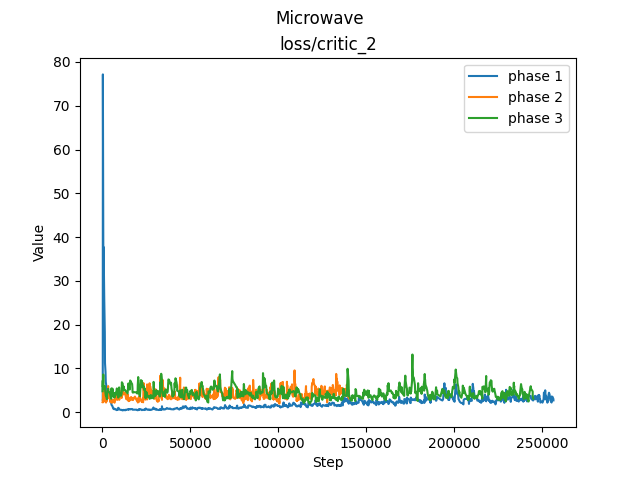 Microwave
loss/critic_2
phase 1
phase 2
phase 3
Value
80
70
60
50
40
30
20
10
0
0 50000 100000 150000 200000 250000
Step